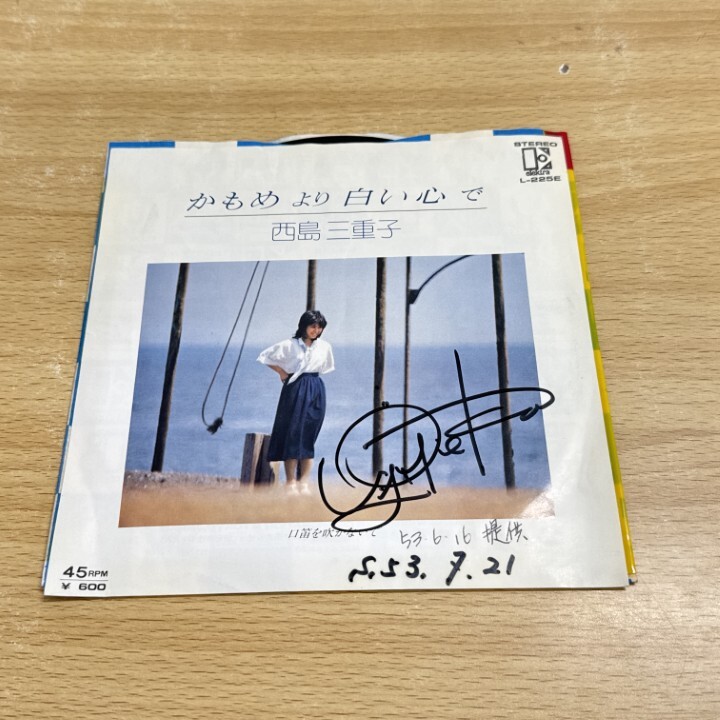 STEREO
elektra
L-225E
かもめより白い心で
西島三重子
口笛を吹かないで
53.6.16 提供
S.53. 7.21
45RPM
¥ 600